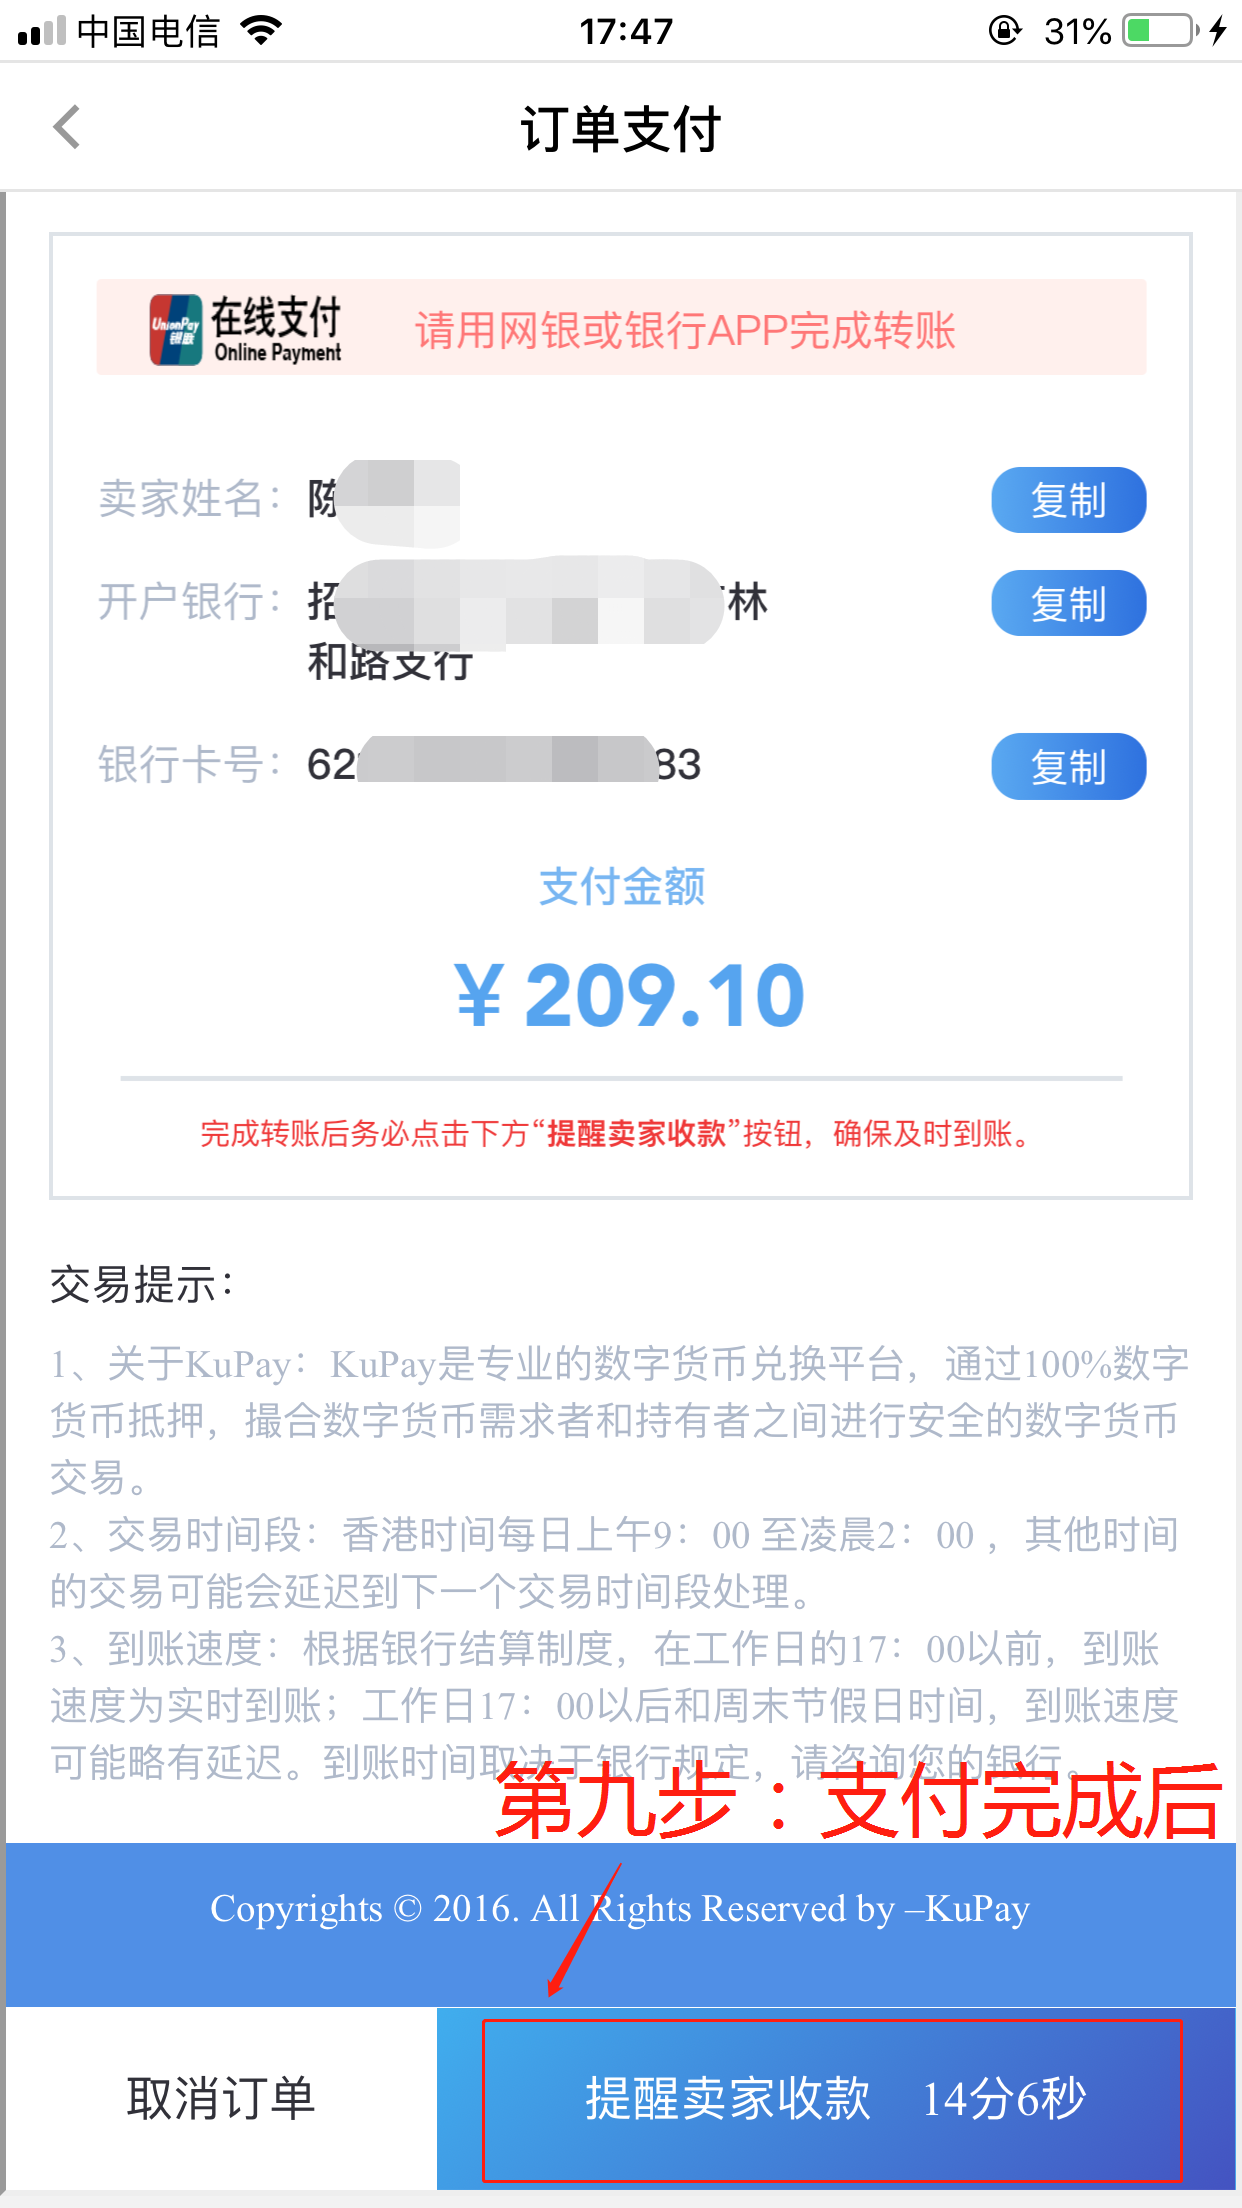 中国电信
17:47
31%
订单支付
UnionPay
银联
在线支付
Online Payment
请用网银或银行APP完成转账
卖家姓名：陈
复制
开户银行：招 林
和路支行
复制
银行卡号：62 83
复制
支付金额
¥ 209.10
完成转账后务必点击下方“提醒卖家收款”按钮，确保及时到账。
交易提示：
1、关于KuPay：KuPay是专业的数字货币兑换平台，通过100%数字
货币抵押，撮合数字货币需求者和持有者之间进行安全的数字货币
交易。
2、交易时间段：香港时间每日上午9：00 至凌晨2：00 ，其他时间
的交易可能会延迟到下一个交易时间段处理。
3、到账速度：根据银行结算制度，在工作日的17：00以前，到账
速度为实时到账；工作日17：00以后和周末节假日时间，到账速度
可能略有延迟。到账时间取决于银行规定，请咨询您的银行。
第九步：支付完成后
Copyrights © 2016. All Rights Reserved by –KuPay
取消订单
提醒卖家收款 14分6秒